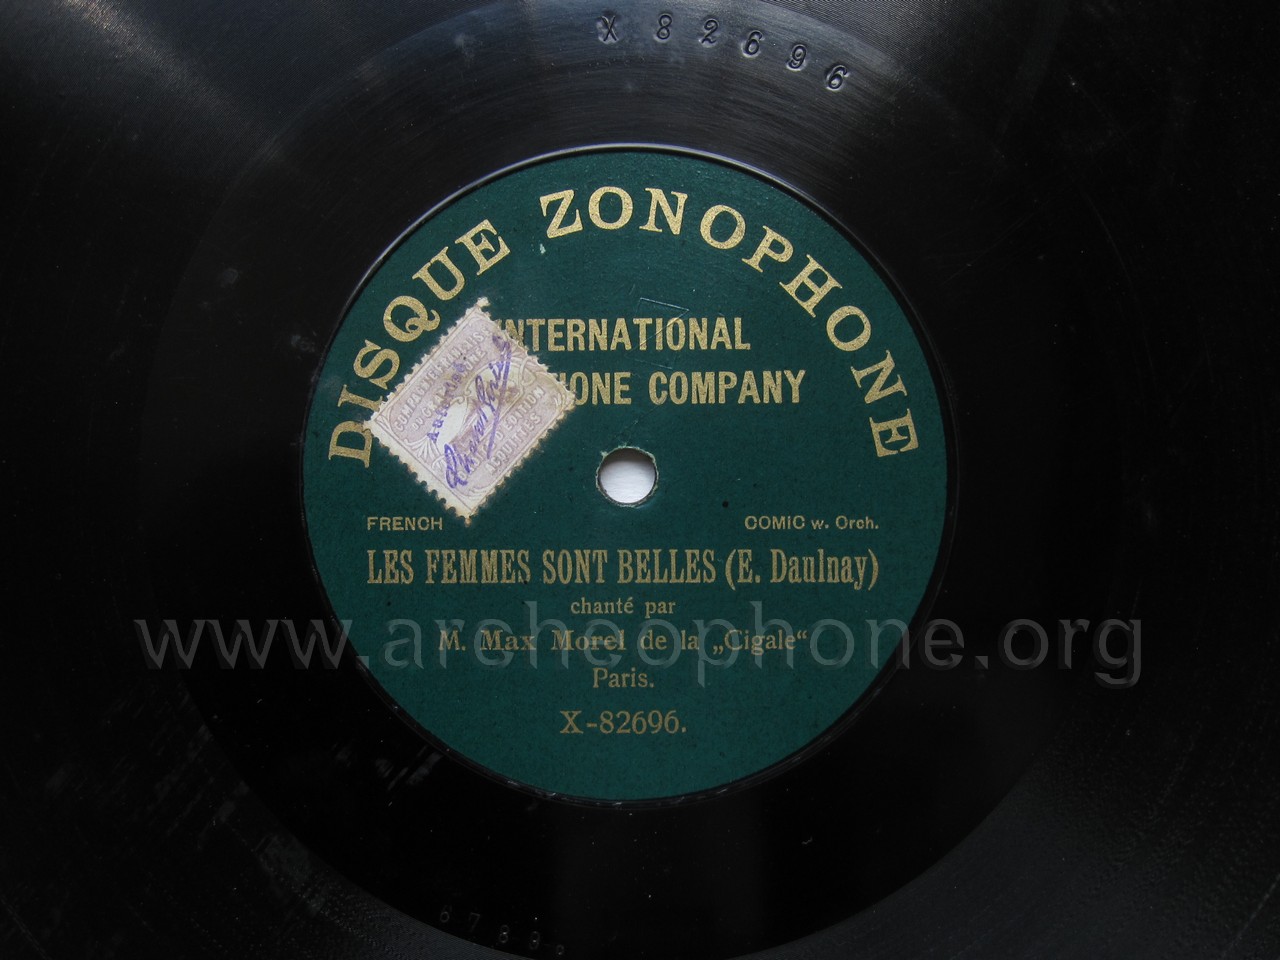 X 82696
DISQUE ZONOPHONE
INTERNATIONAL
HONE COMPANY
FRENCH COMIC w. Orch.
LES FEMMES SONT BELLES (E. Daulnay)
chanté par
M. Max Morel de la „Cigale“
Paris.
X-82696.
www.archeophone.org